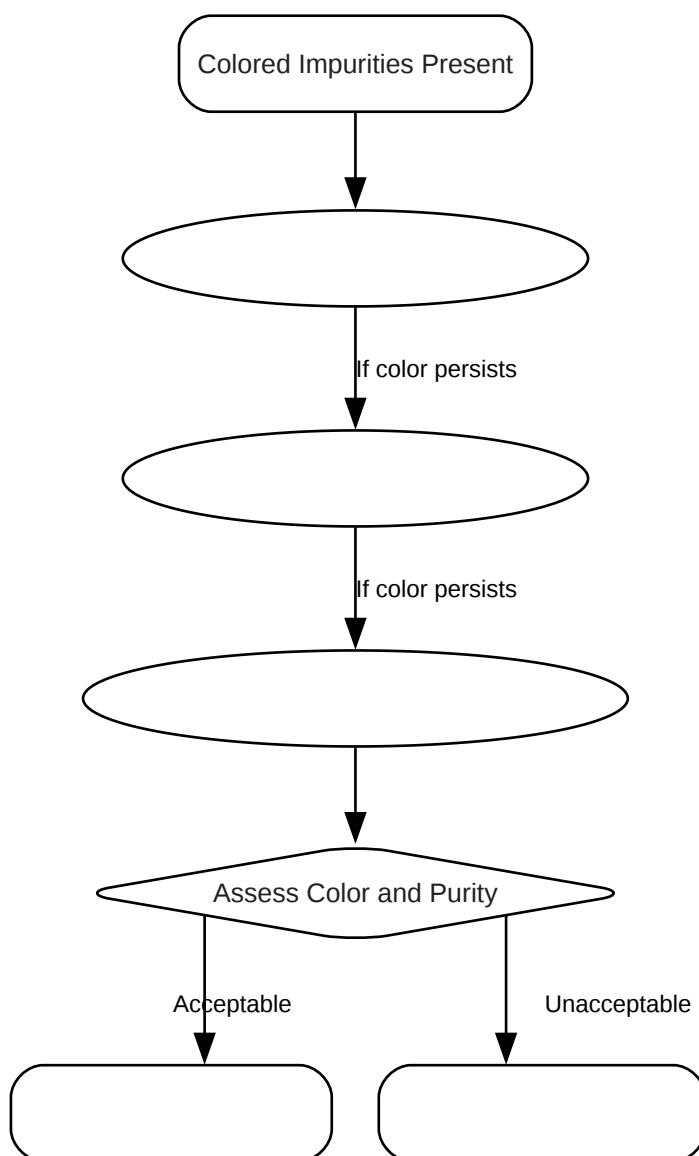 Colored Impurities Present
If color persists
If color persists
Assess Color and Purity
Acceptable
Unacceptable